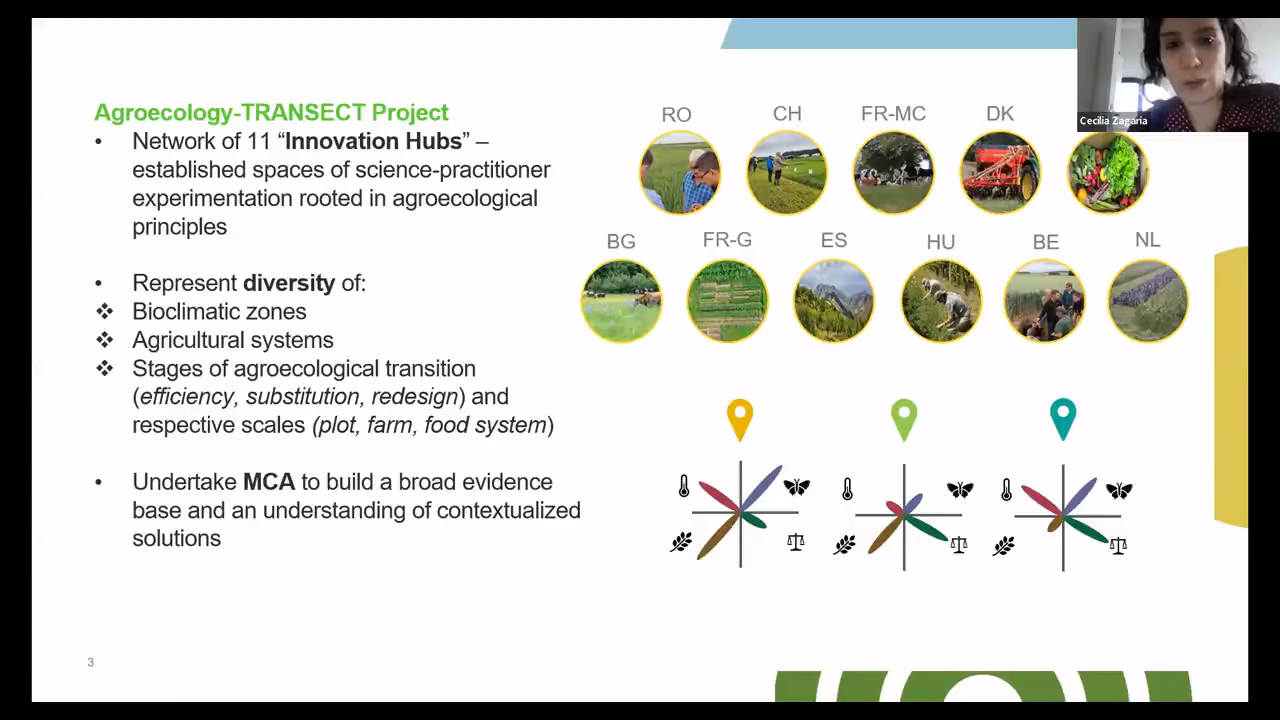 Agroecology-TRANSECT Project
• Network of 11 “Innovation Hubs” –
established spaces of science-practitioner
experimentation rooted in agroecological
principles
• Represent diversity of:
❖ Bioclimatic zones
❖ Agricultural systems
❖ Stages of agroecological transition
(efficiency, substitution, redesign) and
respective scales (plot, farm, food system)
• Undertake MCA to build a broad evidence
base and an understanding of contextualized
solutions
3
RO CH FR-MC DK
BG FR-G ES HU BE NL
Cecilia Zagaria